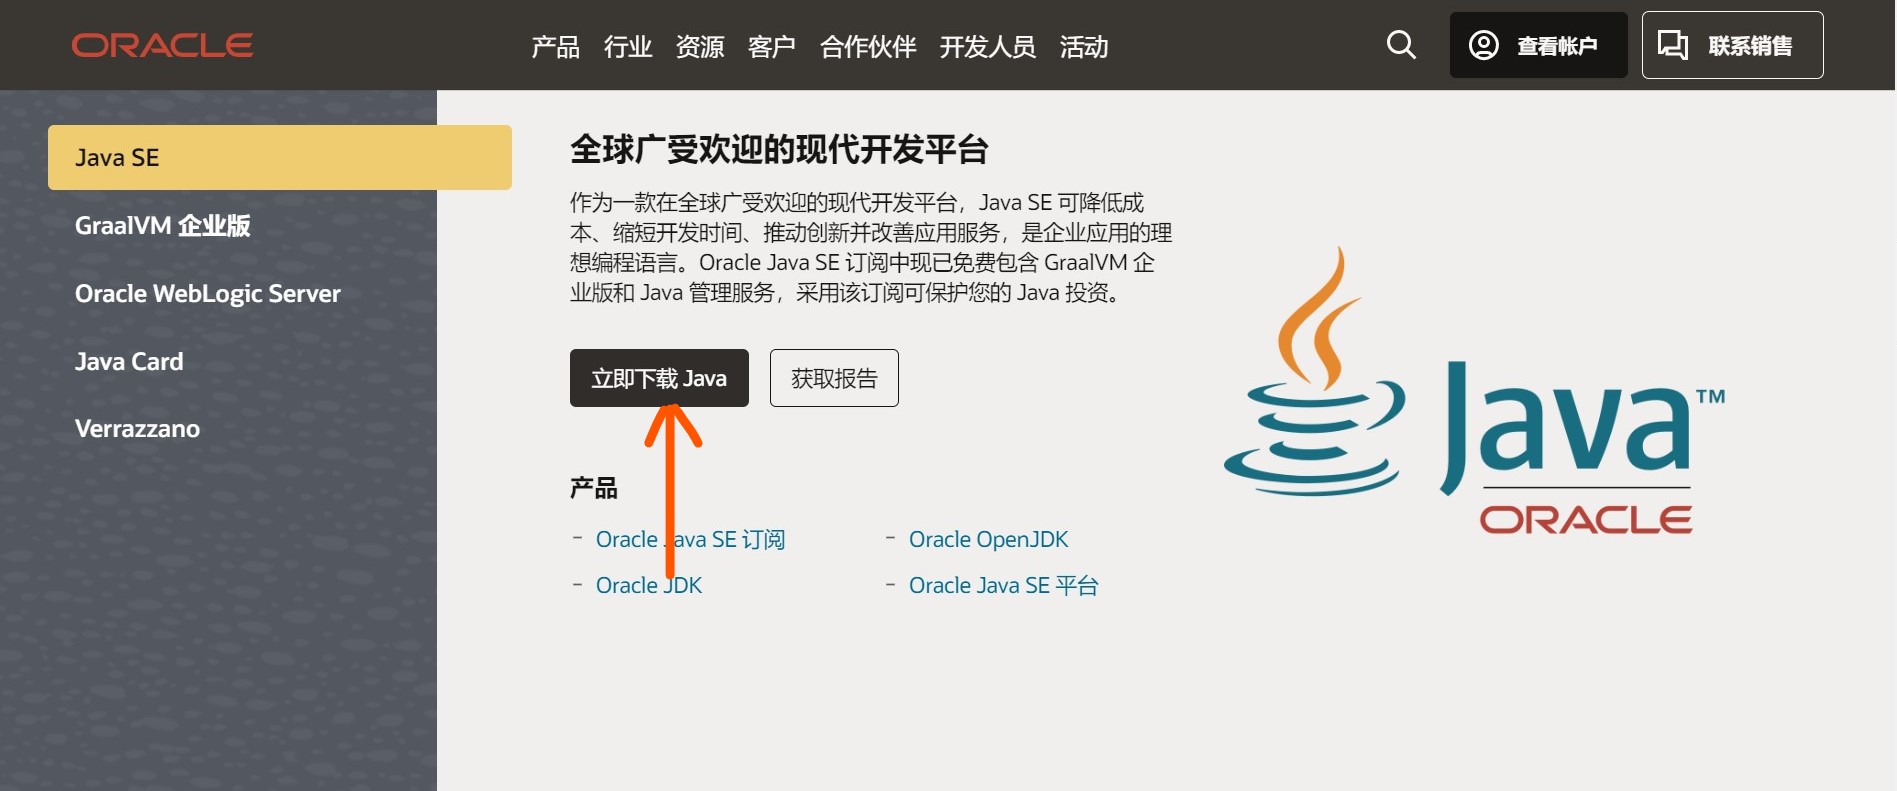 ORACLE
产品 行业 资源 客户 合作伙伴 开发人员 活动
查看帐户
联系销售
Java SE
GraalVM 企业版
Oracle WebLogic Server
Java Card
Verrazzano
全球广受欢迎的现代开发平台
作为一款在全球广受欢迎的现代开发平台，Java SE 可降低成
本、缩短开发时间、推动创新并改善应用服务，是企业应用的理
想编程语言。Oracle Java SE 订阅中现已免费包含 GraalVM 企
业版和 Java 管理服务，采用该订阅可保护您的 Java 投资。
立即下载 Java
获取报告
产品
- Oracle Java SE 订阅
- Oracle OpenJDK
- Oracle JDK
- Oracle Java SE 平台
Java™
ORACLE